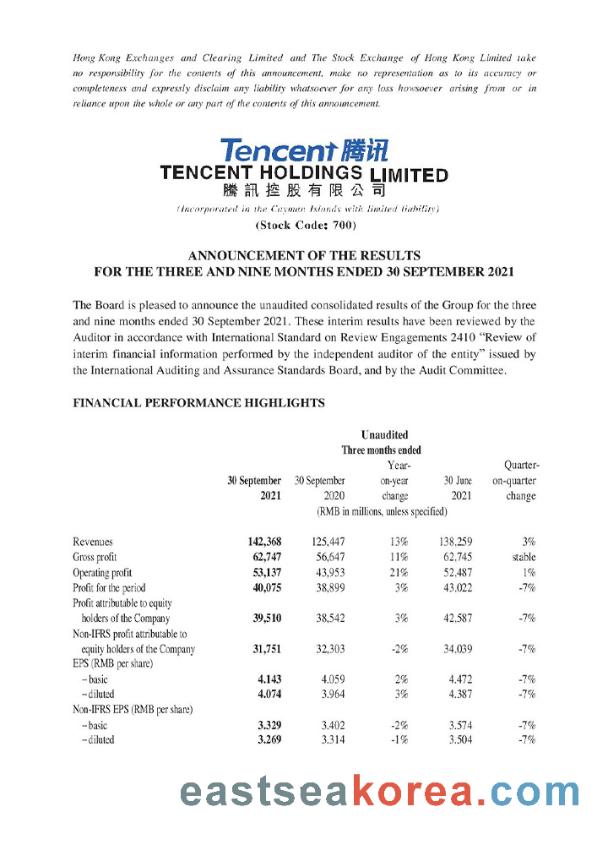 Hong Kong Exchanges and Clearing Limited and The Stock Exchange of Hong Kong Limited take
no responsibility for the contents of this announcement, make no representation as to its accuracy or
completeness and expressly disclaim any liability whatsoever for any loss howsoever arising from or in
reliance upon the whole or any part of the contents of this announcement.
Tencent 腾讯
TENCENT HOLDINGS LIMITED
騰訊控股有限公司
(Incorporated in the Cayman Islands with limited liability)
(Stock Code: 700)
ANNOUNCEMENT OF THE RESULTS
FOR THE THREE AND NINE MONTHS ENDED 30 SEPTEMBER 2021
The Board is pleased to announce the unaudited consolidated results of the Group for the three
and nine months ended 30 September 2021. These interim results have been reviewed by the
Auditor in accordance with International Standard on Review Engagements 2410 “Review of
interim financial information performed by the independent auditor of the entity” issued by
the International Auditing and Assurance Standards Board, and by the Audit Committee.
FINANCIAL PERFORMANCE HIGHLIGHTS
Unaudited
Three months ended
Year- Quarter-
30 September 30 September on-year 30 June on-quarter
2021 2020 change 2021 change
(RMB in millions, unless specified)
Revenues 142,368 125,447 13% 138,259 3%
Gross profit 62,747 56,647 11% 62,745 stable
Operating profit 53,137 43,953 21% 52,487 1%
Profit for the period 40,075 38,899 3% 43,022 -7%
Profit attributable to equity
holders of the Company 39,510 38,542 3% 42,587 -7%
Non-IFRS profit attributable to
equity holders of the Company 31,751 32,303 -2% 34,039 -7%
EPS (RMB per share)
– basic 4.143 4.059 2% 4.472 -7%
– diluted 4.074 3.964 3% 4.387 -7%
Non-IFRS EPS (RMB per share)
– basic 3.329 3.402 -2% 3.574 -7%
– diluted 3.269 3.314 -1% 3.504 -7%
eastseakorea.com